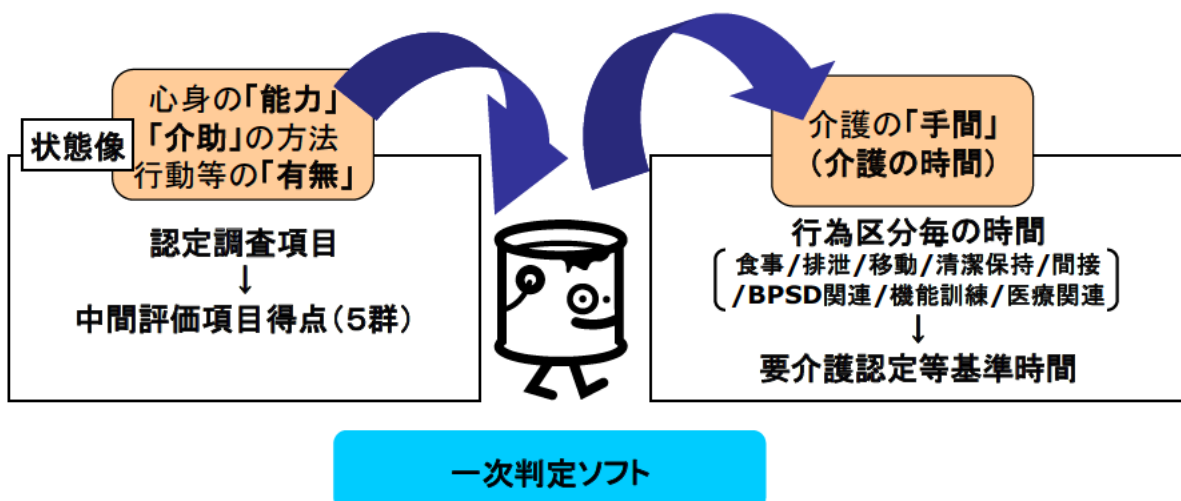 状態像
心身の「能力」
「介助」の方法
行動等の「有無」
認定調査項目
↓
中間評価項目得点（5群）
介護の「手間」
（介護の時間）
行為区分毎の時間
食事/排泄/移動/清潔保持/間接
/BPSD関連/機能訓練/医療関連
↓
要介護認定等基準時間
一次判定ソフト